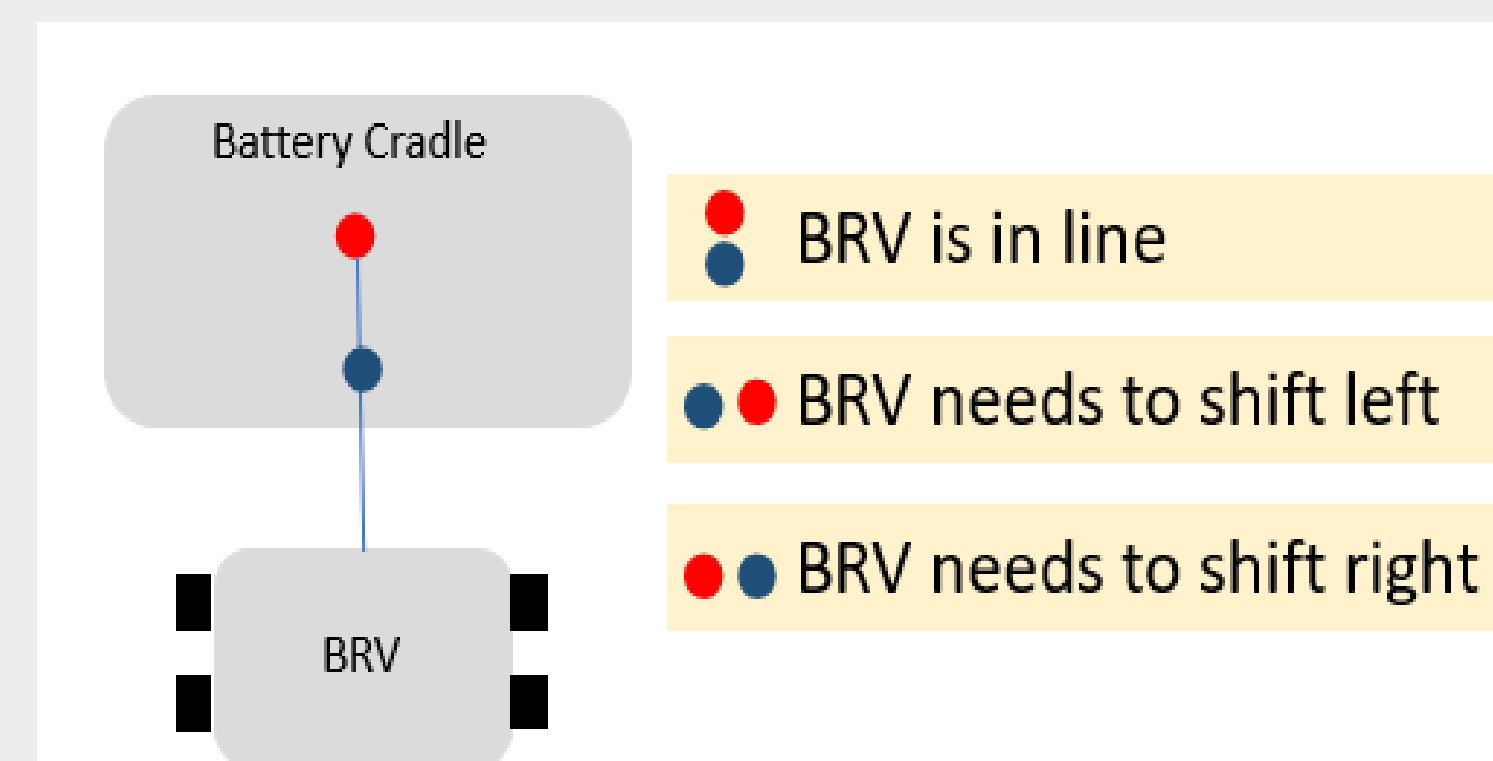 Battery Cradle
BRV is in line
BRV needs to shift left
BRV needs to shift right
BRV